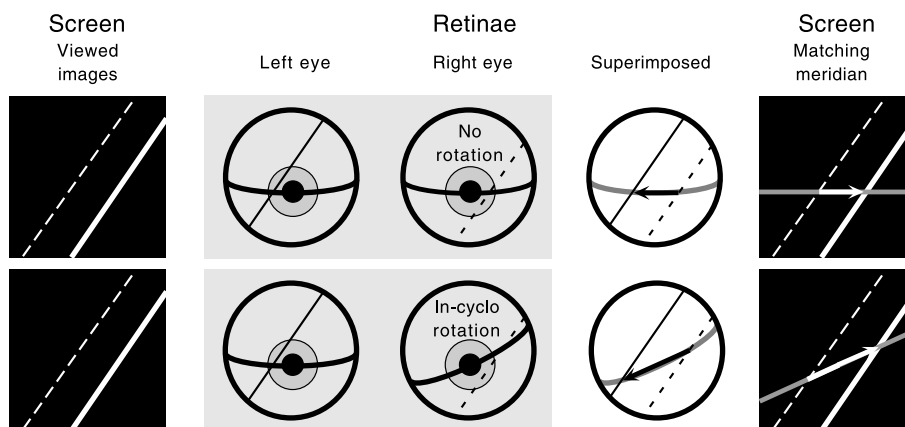 Screen
Viewed
images
Retinae
Left eye
Right eye
Superimposed
Screen
Matching
meridian
No
rotation
In-cyclo
rotation